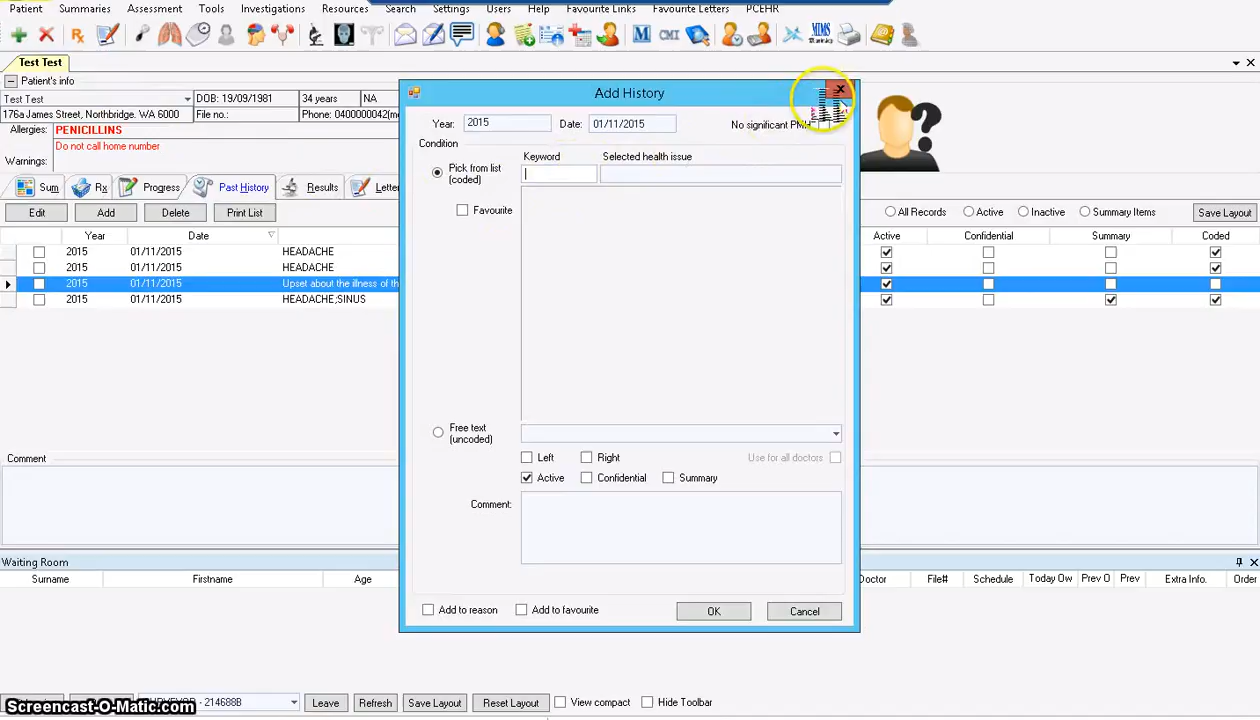 Patient Summaries Assessment Tools Investigations Resources Search Settings Users Help Favourite Links Favourite Letters PCEHR
M CMI MIMS
Test Test
Patient's info
Test Test DOB: 19/09/1981 34 years NA
176a James Street, Northbridge. WA 6000 File no.: Phone: 0400000042(m
Allergies: PENICILLINS
Do not call home number
Warnings:
Sum Rx Progress Past History Results Letter
Edit Add Delete Print List
All Records Active Inactive Summary Items Save Layout
Year Date Active Confidential Summary Coded
2015 01/11/2015 HEADACHE
2015 01/11/2015 HEADACHE
2015 01/11/2015 Upset about the illness of th
2015 01/11/2015 HEADACHE;SINUS
Add History
Year: 2015 Date: 01/11/2015 No significant PMH
Condition
Pick from list (coded)
Keyword Selected health issue
Favourite
Free text (uncoded)
Left Right Use for all doctors
Active Confidential Summary
Comment:
Add to reason Add to favourite OK Cancel
Comment
Waiting Room
Surname Firstname Age Doctor File# Schedule Today Ow Prev O Prev Extra Info. Order
SURVEYOR - 214688B Leave Refresh Save Layout Reset Layout View compact Hide Toolbar
Screencast-O-Matic.com